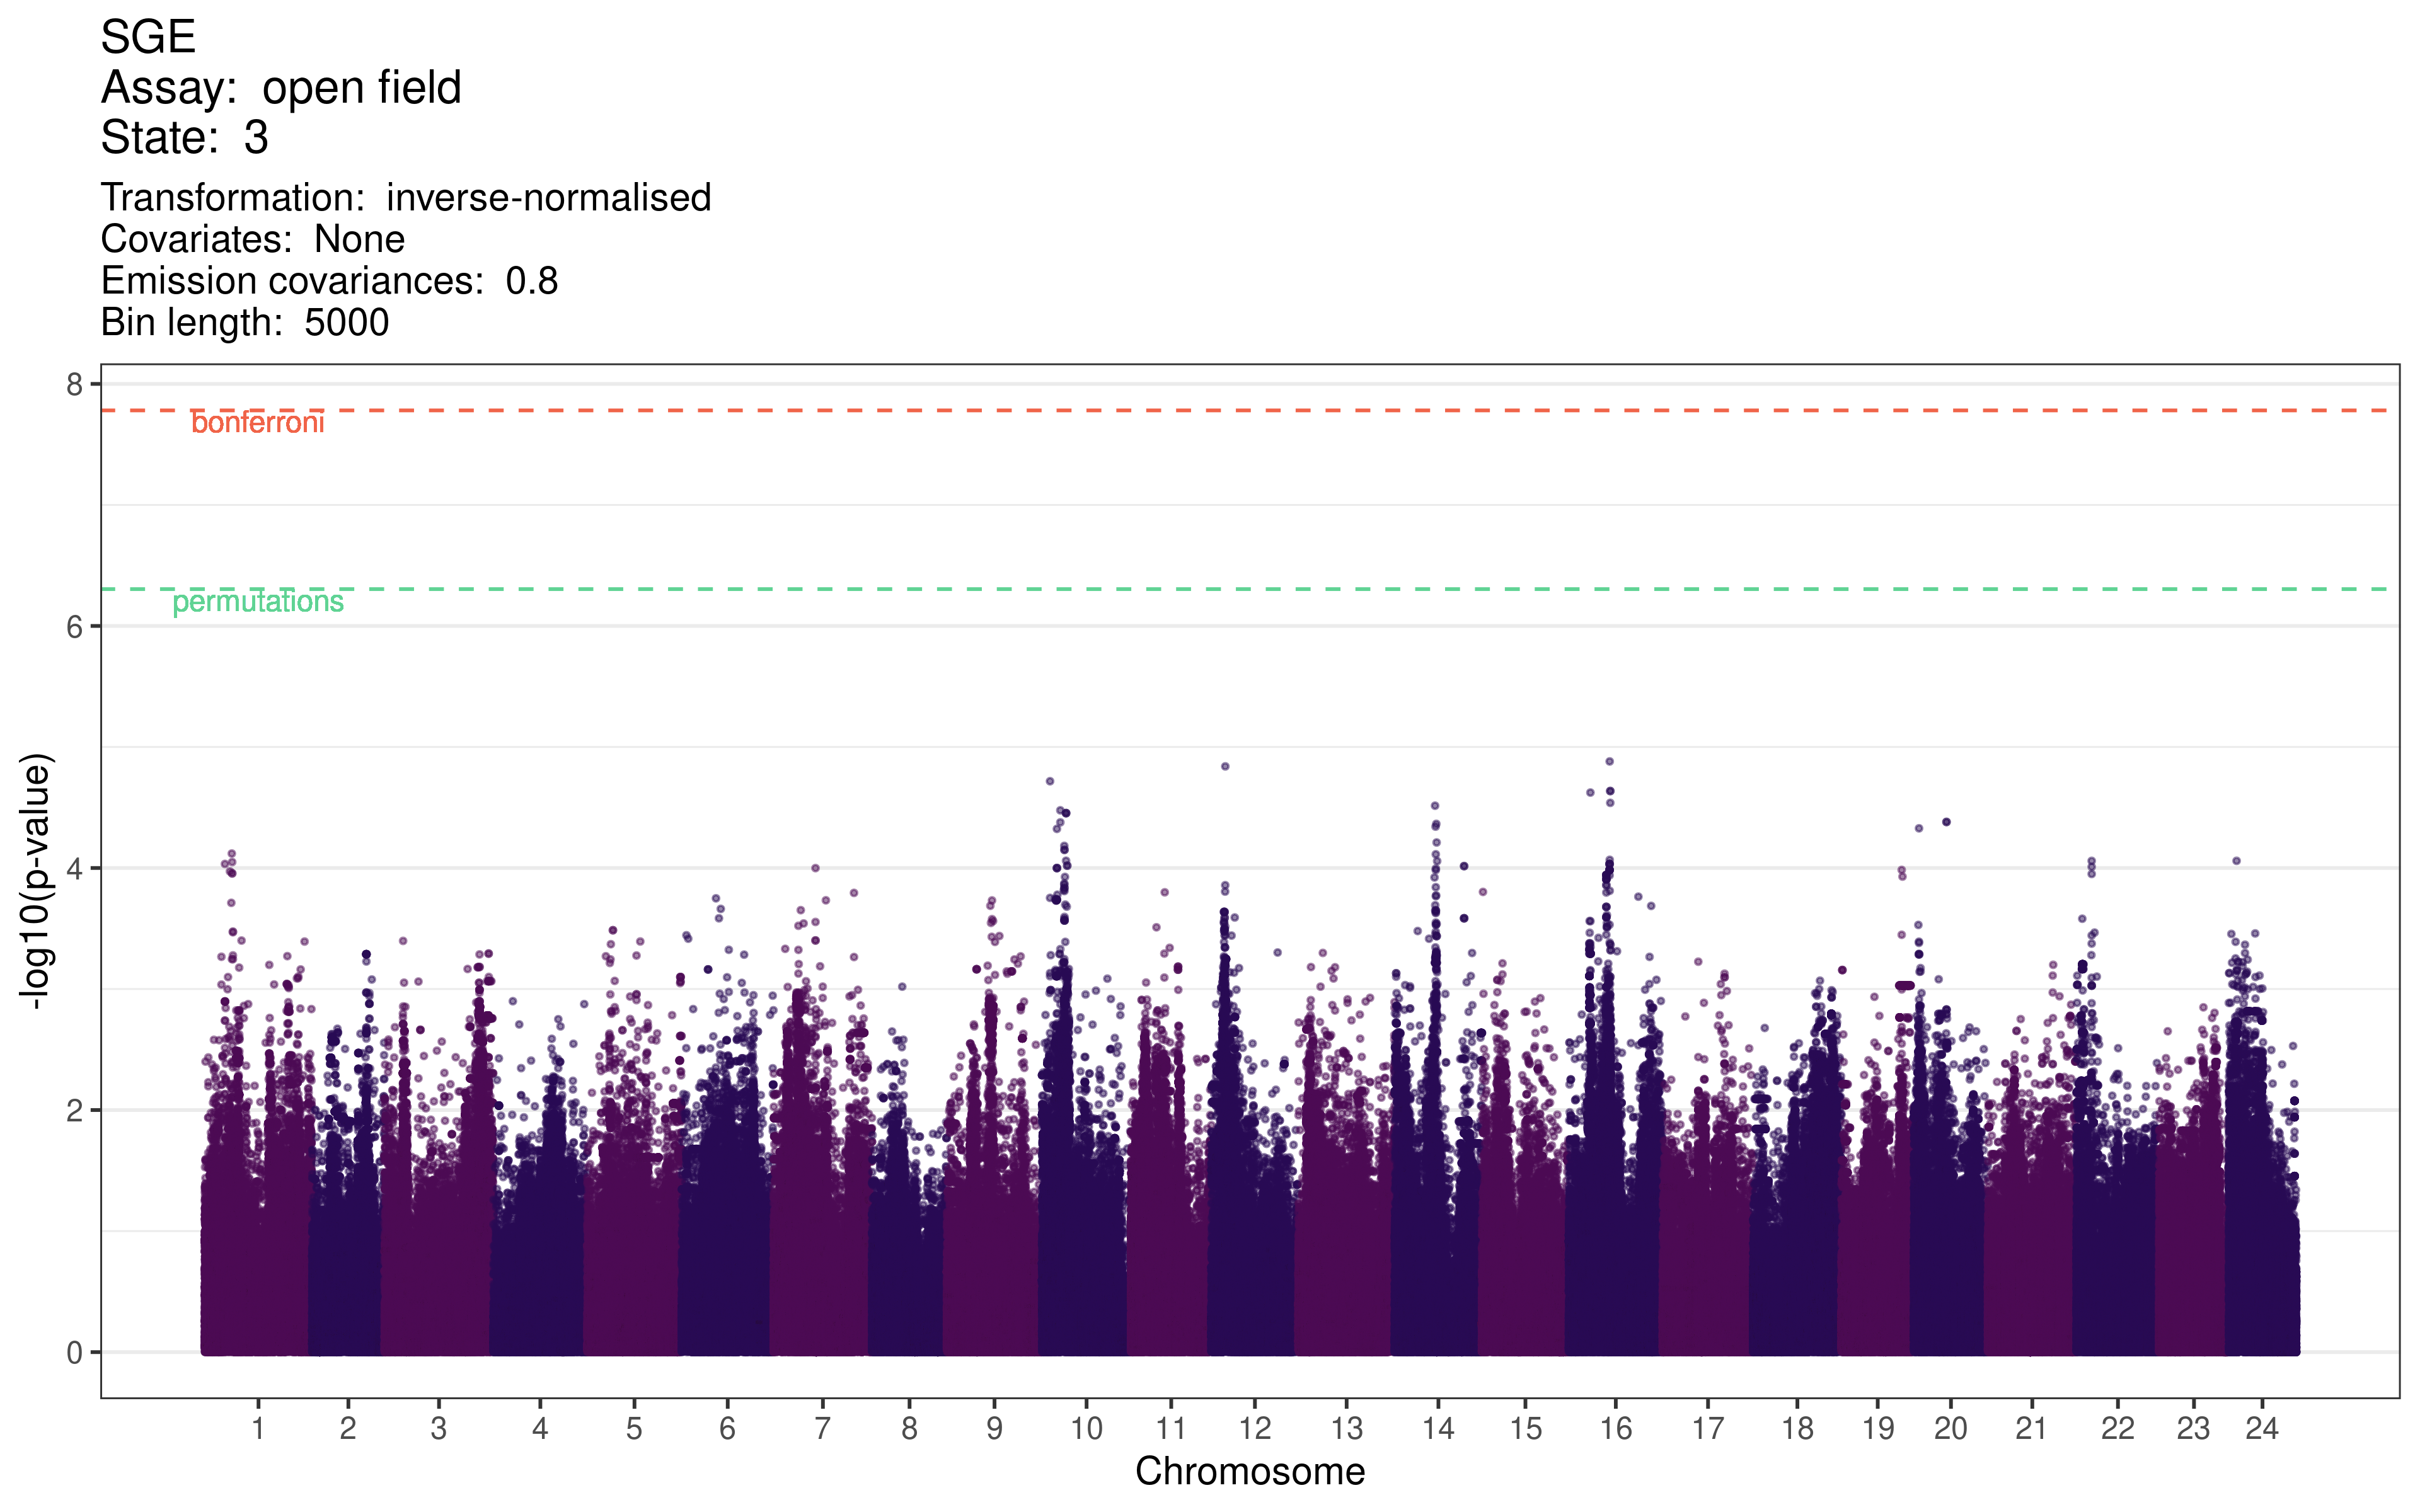 SGE
Assay:  open field
State:  3
Transformation:  inverse-normalised
Covariates:  None
Emission covariances:  0.8
Bin length:  5000
8
bonferroni
permutations
6
4
2
0
-log10(p-value)
1 2 3 4 5 6 7 8 9 10 11 12 13 14 15 16 17 18 19 20 21 22 23 24
Chromosome